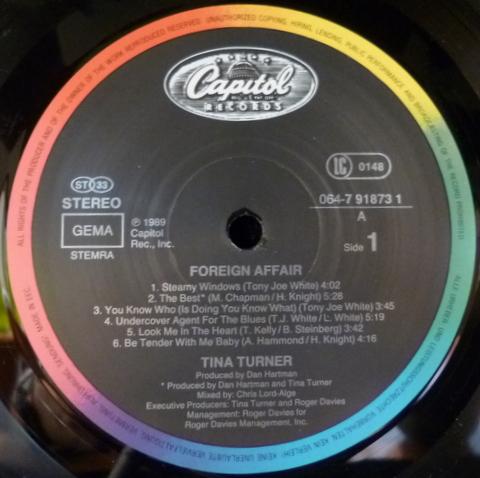 ALL RIGHTS OF THE PRODUCER AND OF THE OWNER OF THE WORK REPRODUCED RESERVED. UNAUTHORIZED COPYING, HIRING, LENDING, PUBLIC PERFORMANCE AND BROADCASTING OF THE RECORD PROHIBITED
Capitol
RECORDS
ST 33
STEREO
GEMA
STEMRA
℗ 1989
Capitol
Rec., Inc.
LC 0148
064-7 91873 1
A
Side 1
FOREIGN AFFAIR
1. Steamy Windows (Tony Joe White) 4:02
2. The Best* (M. Chapman / H. Knight) 5:28
3. You Know Who (Is Doing You Know What) (Tony Joe White) 3:45
4. Undercover Agent For The Blues (T.J. White / L. White) 5:19
5. Look Me In The Heart (T. Kelly / B. Steinberg) 3:42
6. Be Tender With Me Baby (A. Hammond / H. Knight) 4:16
TINA TURNER
Produced by Dan Hartman
* Produced by Dan Hartman and Tina Turner
Mixed by: Chris Lord-Alge
Executive Producers: Tina Turner and Roger Davies
Management: Roger Davies for
Roger Davies Management, Inc.
MADE IN EEC